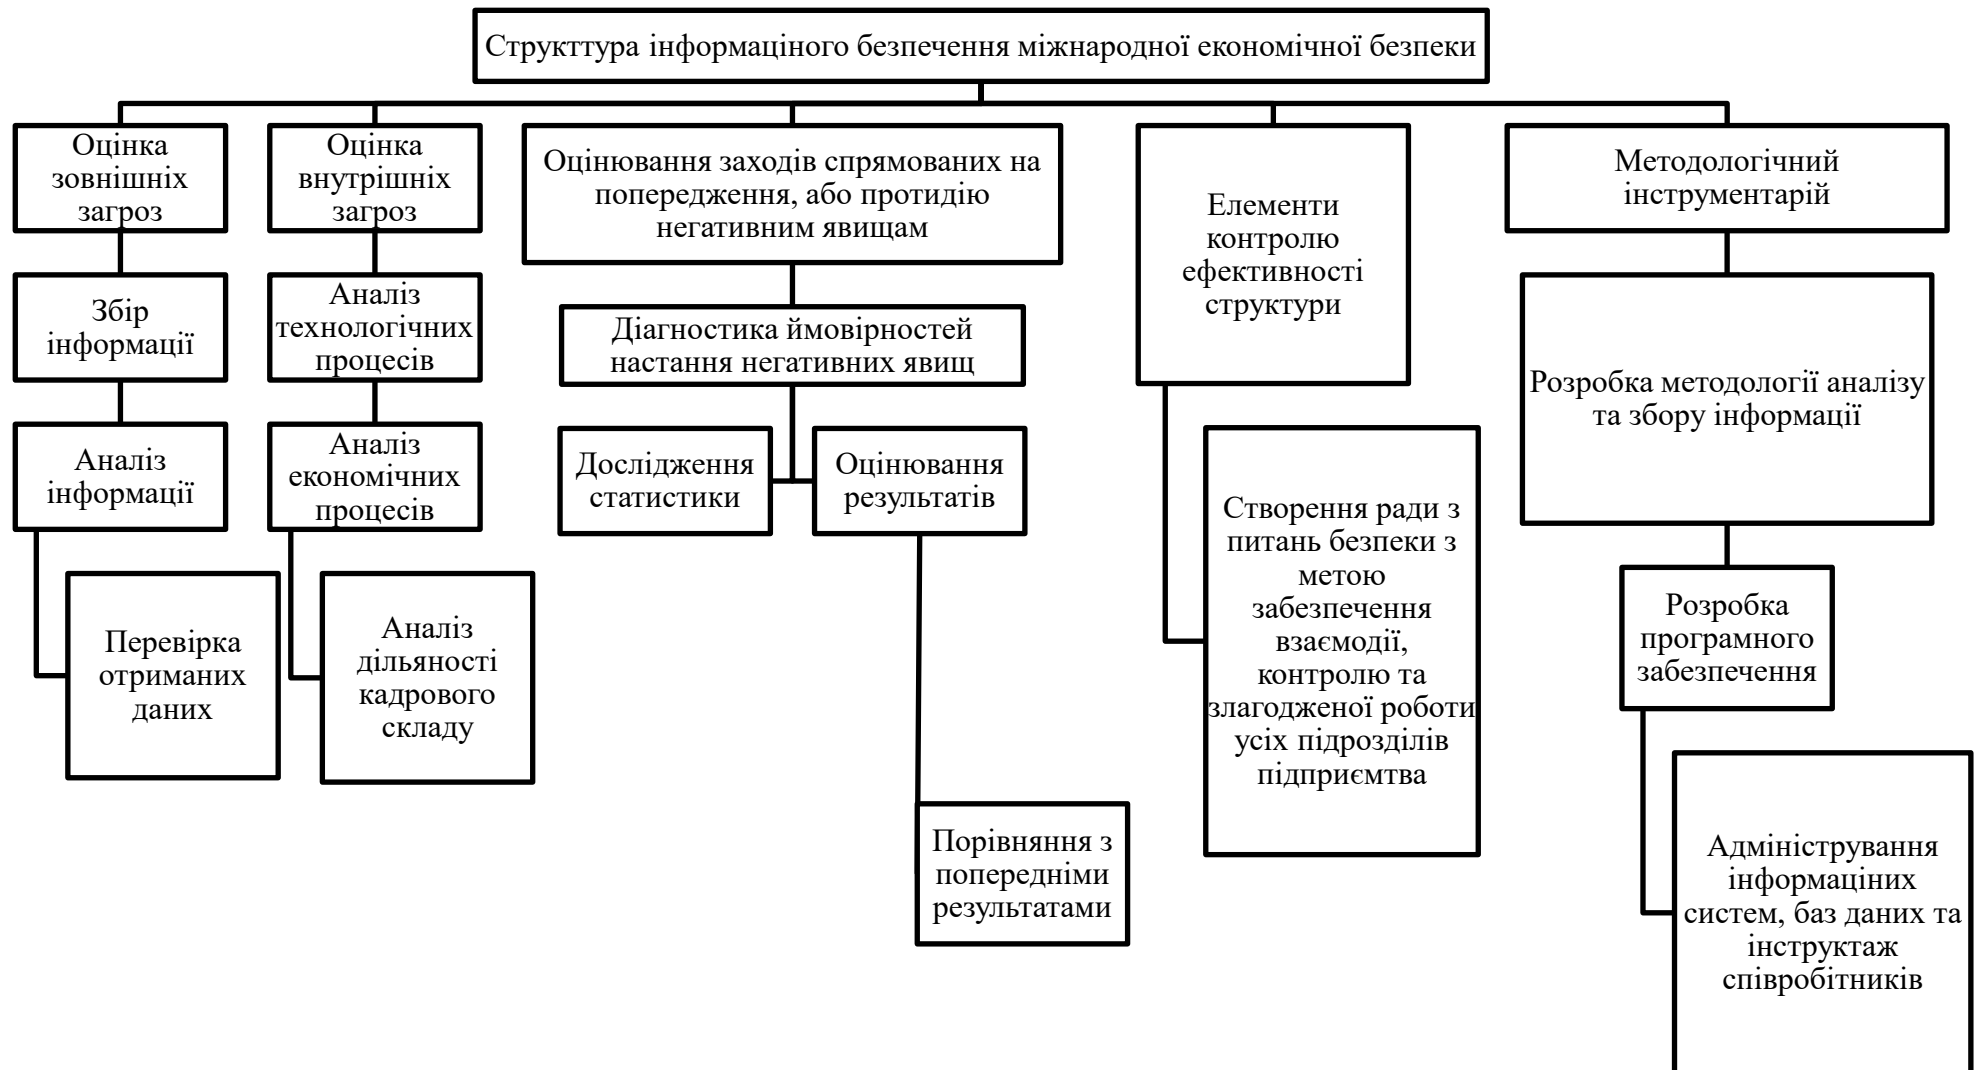 Структтура інформаціного безпечення міжнародної економічної безпеки
Оцінка
зовнішніх
загроз
Збір
інформації
Аналіз
інформації
Перевірка
отриманих
даних
Оцінка
внутрішніх
загроз
Аналіз
технологічних
процесів
Аналіз
економічних
процесів
Аналіз
дільяності
кадрового
складу
Оцінювання заходів спрямованих на
попередження, або протидію
негативним явищам
Діагностика ймовірностей
настання негативних явищ
Дослідження
статистики
Оцінювання
результатів
Порівняння з
попередніми
результатами
Елементи
контролю
ефективності
структури
Створення ради з
питань безпеки з
метою
забезпечення
взаємодії,
контролю та
злагодженої роботи
усіх підрозділів
підприємтва
Методологічний
інструментарій
Розробка методології аналізу
та збору інформації
Розробка
програмного
забезпечення
Адміністрування
інформаціних
систем, баз даних та
інструктаж
співробітників